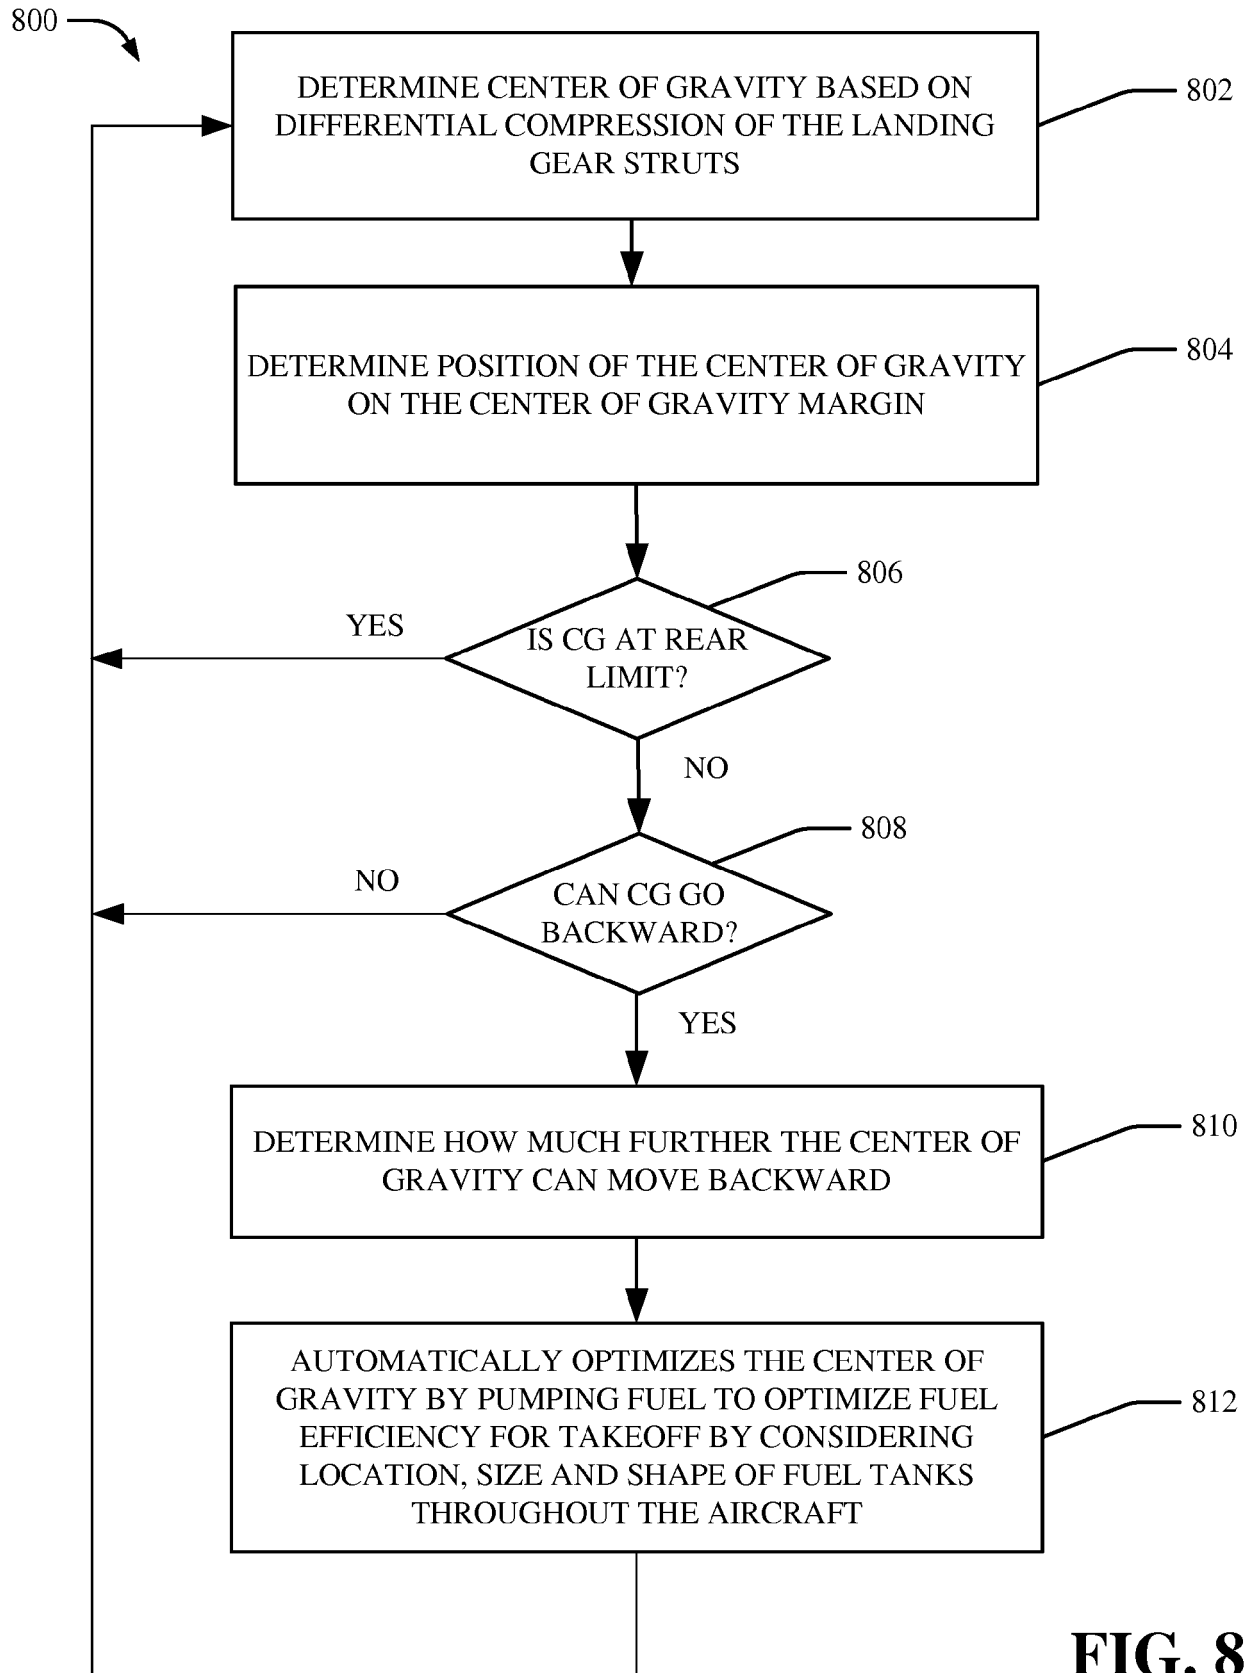 800
DETERMINE CENTER OF GRAVITY BASED ON
DIFFERENTIAL COMPRESSION OF THE LANDING
GEAR STRUTS
802
DETERMINE POSITION OF THE CENTER OF GRAVITY
ON THE CENTER OF GRAVITY MARGIN
804
806
YES
IS CG AT REAR
LIMIT?
NO
808
NO
CAN CG GO
BACKWARD?
YES
DETERMINE HOW MUCH FURTHER THE CENTER OF
GRAVITY CAN MOVE BACKWARD
810
AUTOMATICALLY OPTIMIZES THE CENTER OF
GRAVITY BY PUMPING FUEL TO OPTIMIZE FUEL
EFFICIENCY FOR TAKEOFF BY CONSIDERING
LOCATION, SIZE AND SHAPE OF FUEL TANKS
THROUGHOUT THE AIRCRAFT
812
FIG. 8